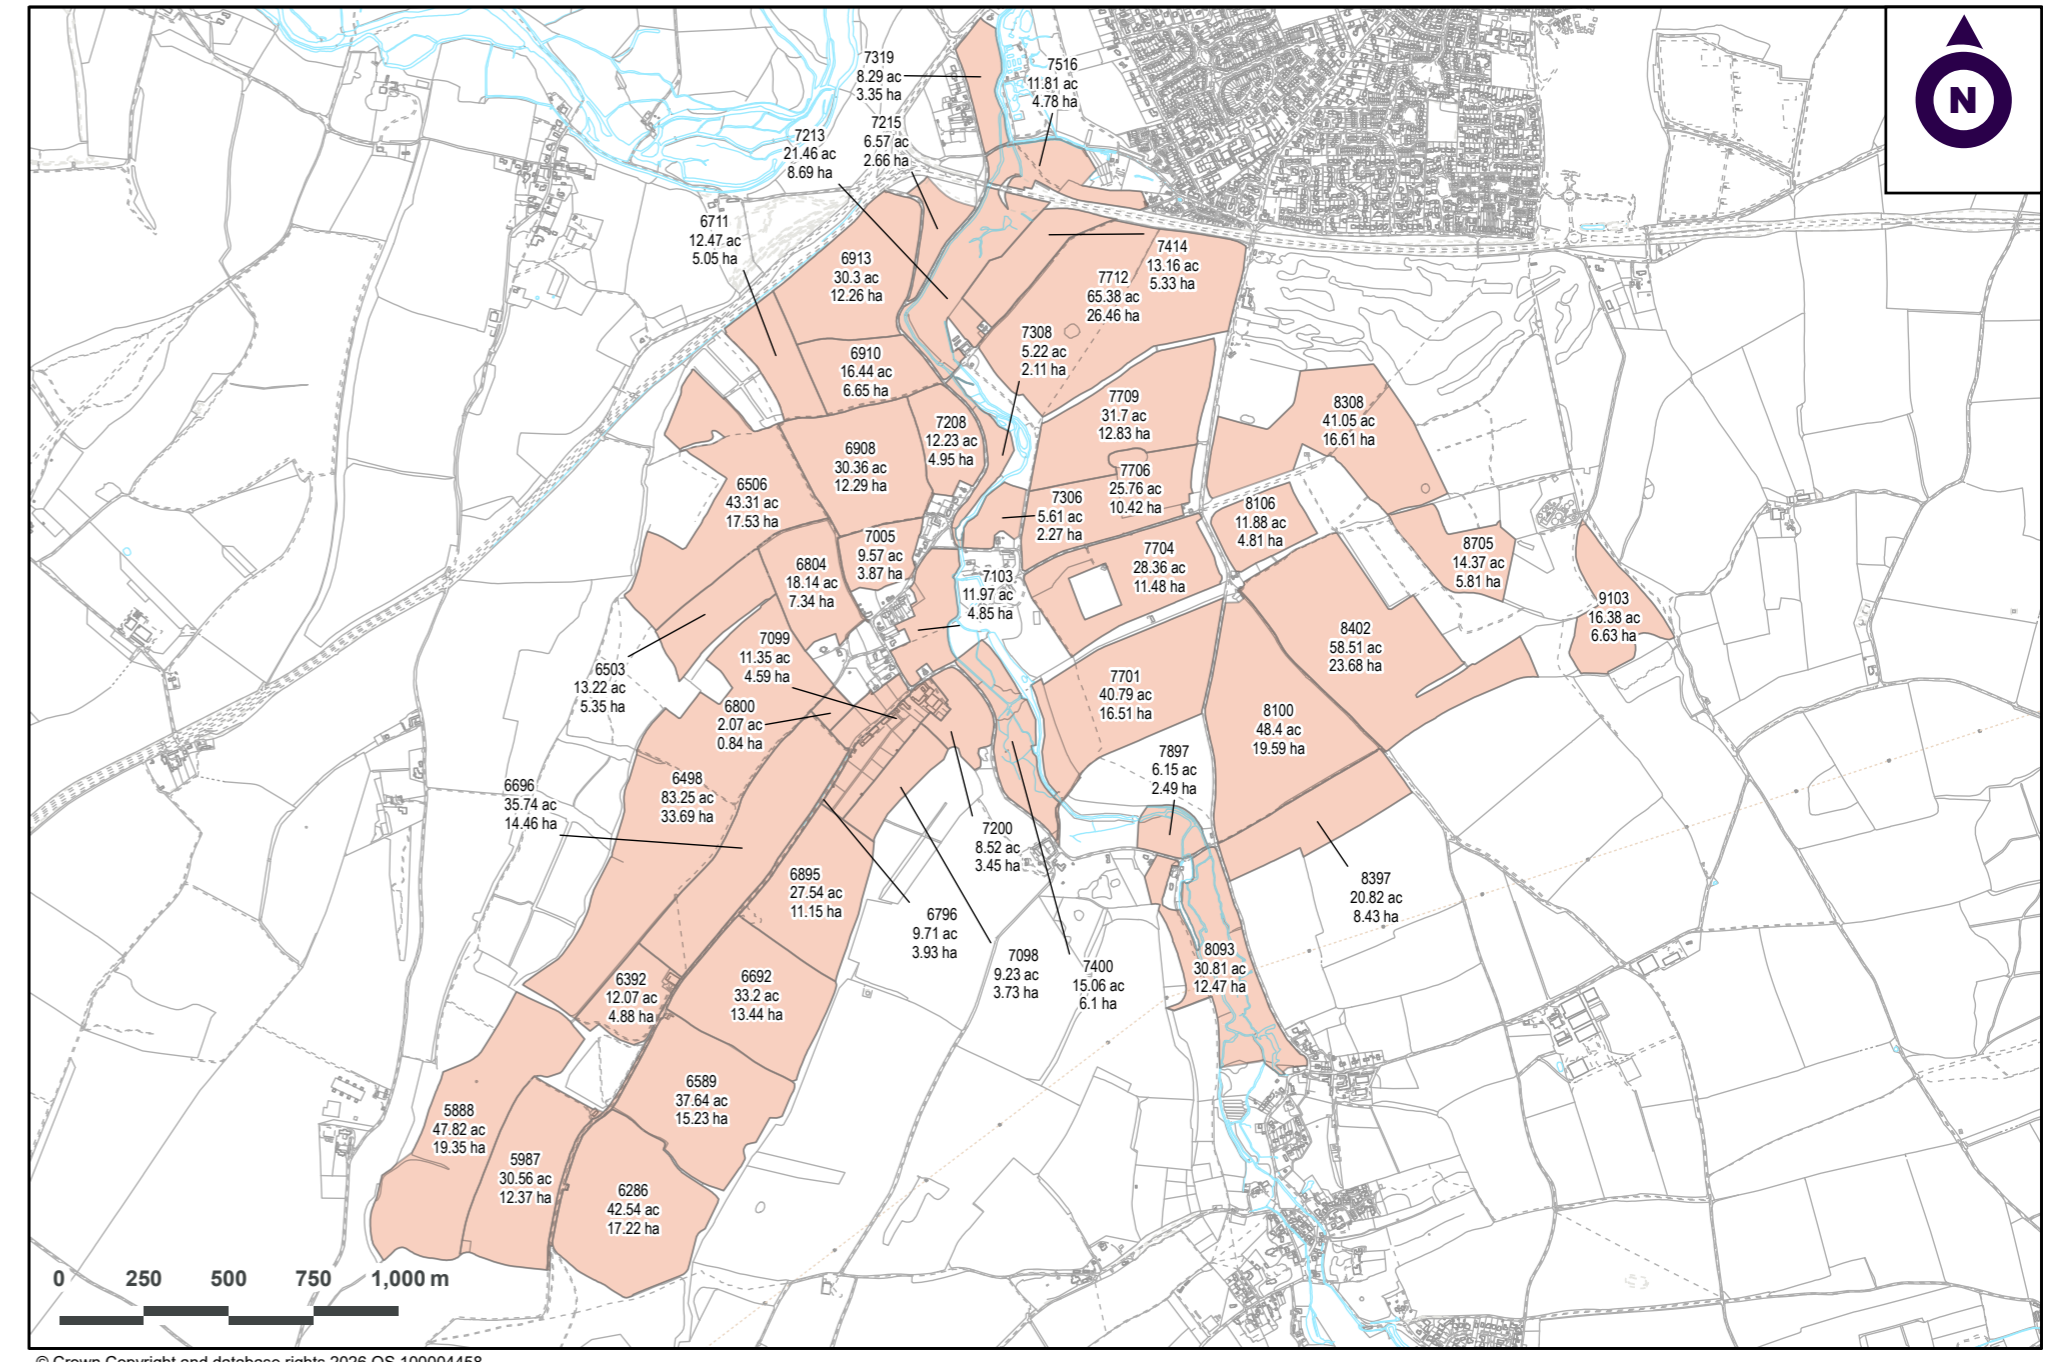 7319
8.29 ac
3.35 ha
7516
11.81 ac
4.78 ha
7215
6.57 ac
2.66 ha
7213
21.46 ac
8.69 ha
N
6711
12.47 ac
5.05 ha
6913
30.3 ac
12.26 ha
7414
13.16 ac
5.33 ha
7712
65.38 ac
26.46 ha
7308
5.22 ac
2.11 ha
6910
16.44 ac
6.65 ha
7709
31.7 ac
12.83 ha
8308
41.05 ac
16.61 ha
7208
12.23 ac
4.95 ha
6908
30.36 ac
12.29 ha
7706
25.76 ac
10.42 ha
6506
43.31 ac
17.53 ha
7306
5.61 ac
2.27 ha
8106
11.88 ac
4.81 ha
7005
9.57 ac
3.87 ha
8705
14.37 ac
5.81 ha
7704
28.36 ac
11.48 ha
6804
18.14 ac
7.34 ha
7103
11.97 ac
4.85 ha
9103
16.38 ac
6.63 ha
8402
58.51 ac
23.68 ha
7099
11.35 ac
4.59 ha
6503
13.22 ac
5.35 ha
7701
40.79 ac
16.51 ha
6800
2.07 ac
0.84 ha
8100
48.4 ac
19.59 ha
7897
6.15 ac
2.49 ha
6498
83.25 ac
33.69 ha
6696
35.74 ac
14.46 ha
7200
8.52 ac
3.45 ha
6895
27.54 ac
11.15 ha
8397
20.82 ac
8.43 ha
6796
9.71 ac
3.93 ha
7098
9.23 ac
3.73 ha
7400
15.06 ac
6.1 ha
8093
30.81 ac
12.47 ha
6392
12.07 ac
4.88 ha
6692
33.2 ac
13.44 ha
6589
37.64 ac
15.23 ha
5888
47.82 ac
19.35 ha
5987
30.56 ac
12.37 ha
6286
42.54 ac
17.22 ha
0 250 500 750 1,000 m
© Crown Copyright and database rights 2026 OS 100004458